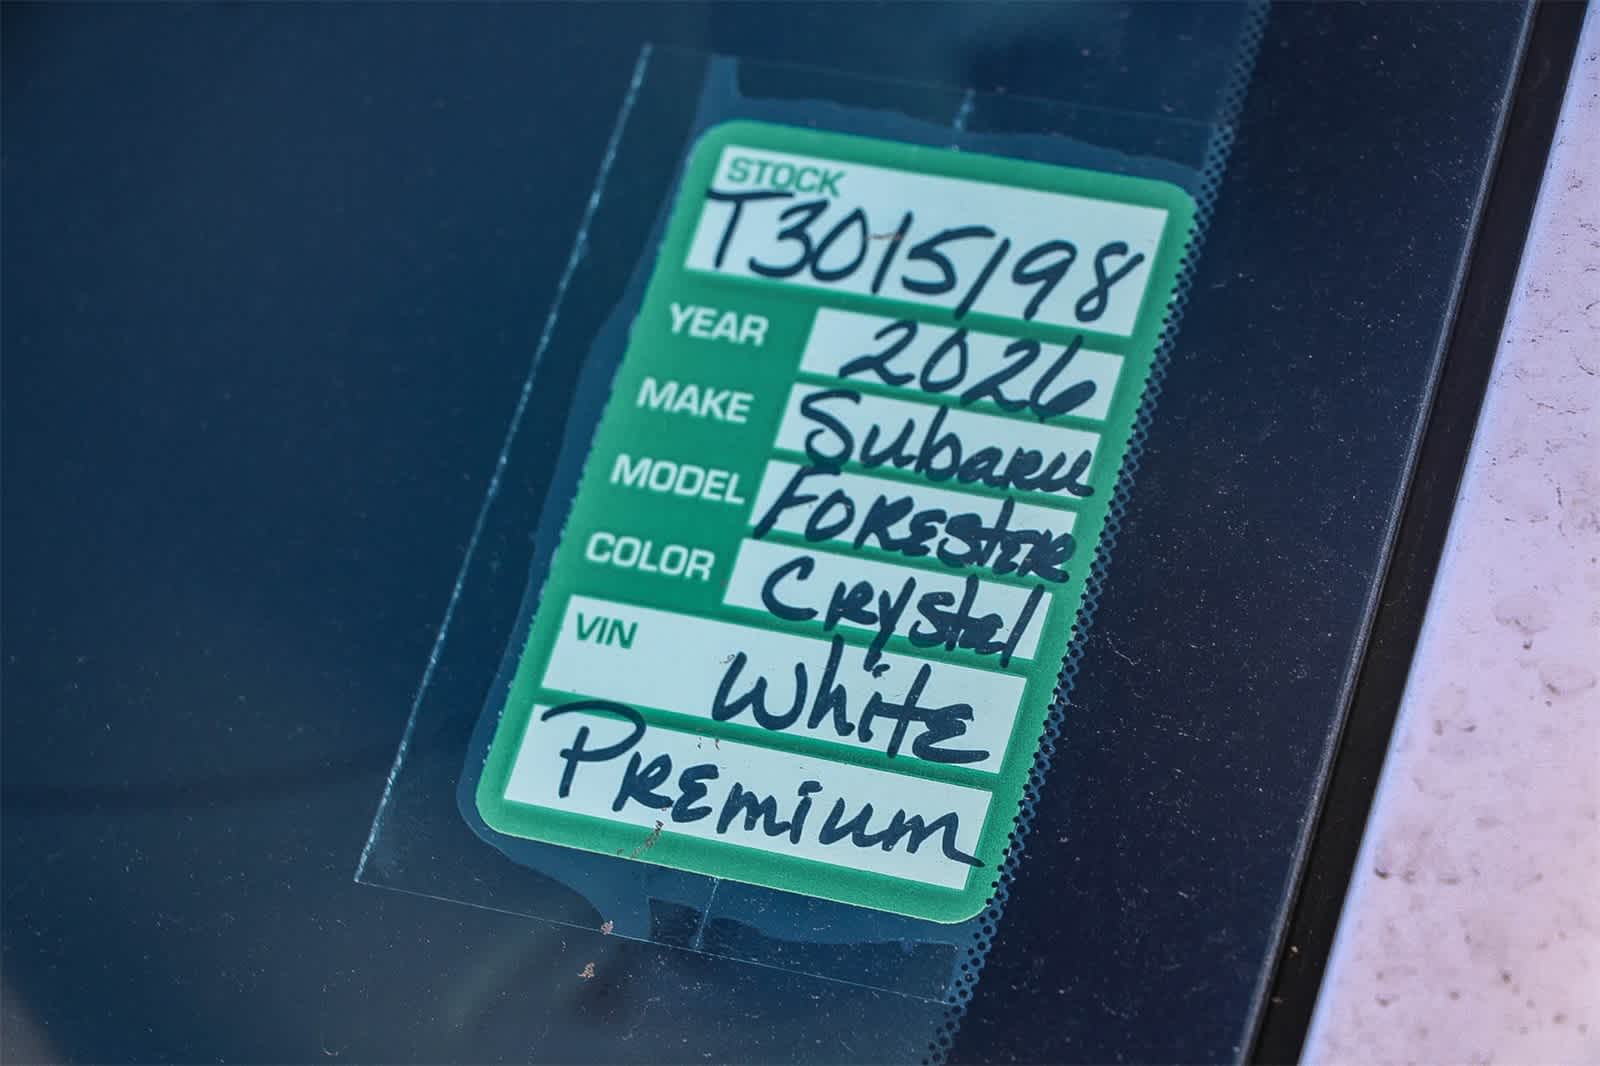 STOCK
T3015198
YEAR 2026
MAKE Subaru
MODEL FORESTER
COLOR Crystal
VIN White
PREmium